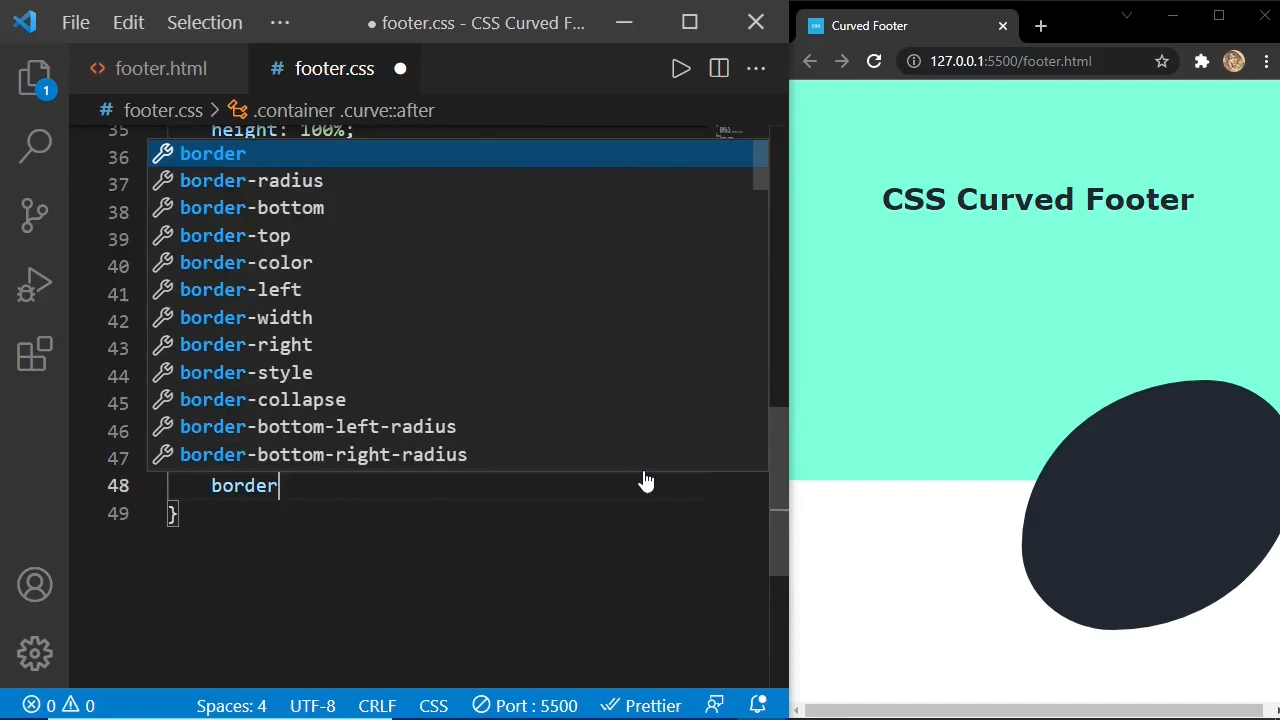 File Edit Selection ··· ● footer.css - CSS Curved F...
footer.html # footer.css ●
# footer.css > .container .curve::after
35 height: 100%;
36 border
37 border-radius
38 border-bottom
39 border-top
40 border-color
41 border-left
42 border-width
43 border-right
44 border-style
45 border-collapse
46 border-bottom-left-radius
47 border-bottom-right-radius
48 border
49 }
1
0 0 Spaces: 4 UTF-8 CRLF CSS Port : 5500 Prettier
Curved Footer
127.0.0.1:5500/footer.html
CSS Curved Footer